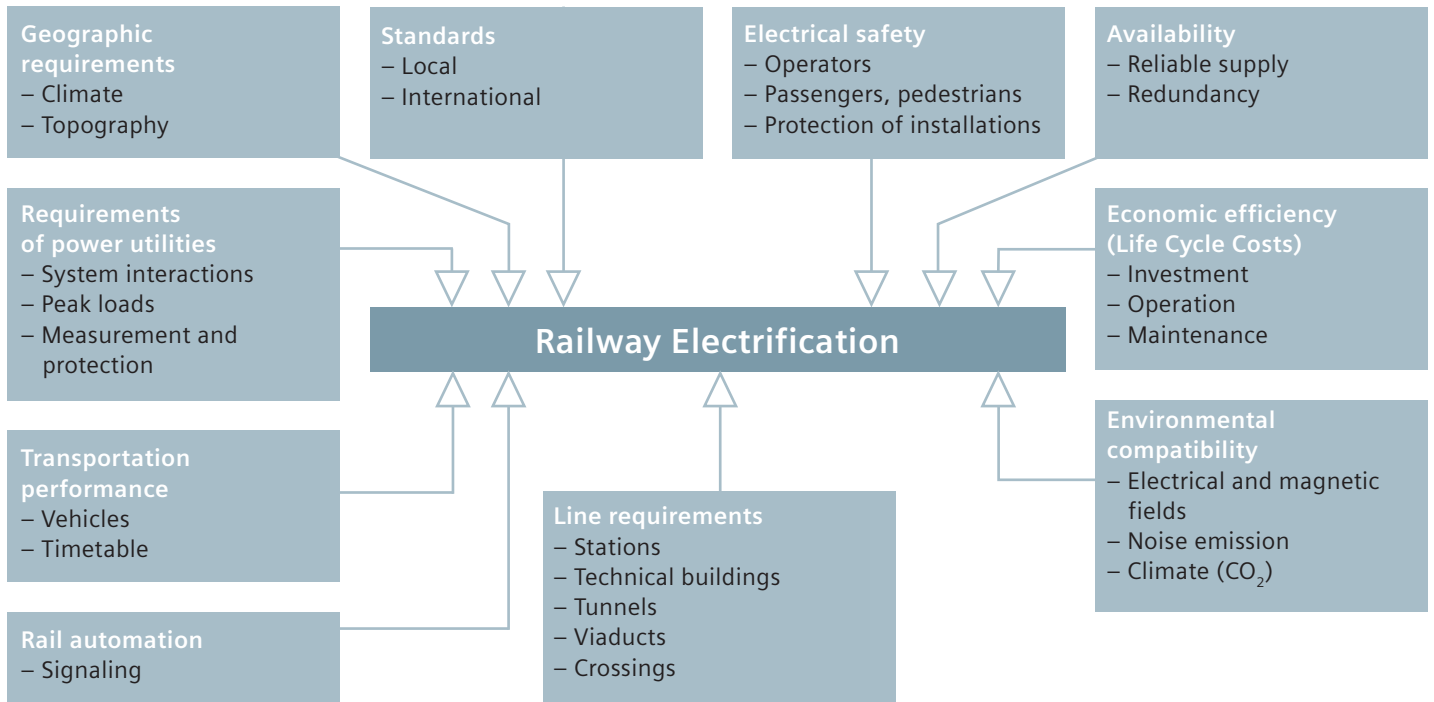 Geographic
requirements
– Climate
– Topography
Standards
– Local
– International
Electrical safety
– Operators
– Passengers, pedestrians
– Protection of installations
Availability
– Reliable supply
– Redundancy
Requirements
of power utilities
– System interactions
– Peak loads
– Measurement and
protection
Economic efficiency
(Life Cycle Costs)
– Investment
– Operation
– Maintenance
Railway Electrification
Transportation
performance
– Vehicles
– Timetable
Line requirements
– Stations
– Technical buildings
– Tunnels
– Viaducts
– Crossings
Environmental
compatibility
– Electrical and magnetic
fields
– Noise emission
– Climate (CO₂)
Rail automation
– Signaling